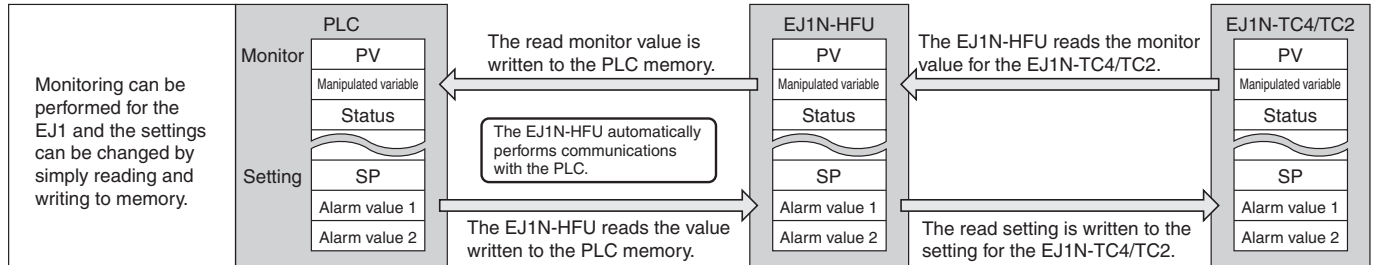 Monitoring can be
performed for the
EJ1 and the settings
can be changed by
simply reading and
writing to memory.
PLC
Monitor
PV
Manipulated variable
Status
Setting
SP
Alarm value 1
Alarm value 2
The read monitor value is
written to the PLC memory.
The EJ1N-HFU automatically
performs communications
with the PLC.
The EJ1N-HFU reads the value
written to the PLC memory.
EJ1N-HFU
PV
Manipulated variable
Status
SP
Alarm value 1
Alarm value 2
The EJ1N-HFU reads the monitor
value for the EJ1N-TC4/TC2.
The read setting is written to the
setting for the EJ1N-TC4/TC2.
EJ1N-TC4/TC2
PV
Manipulated variable
Status
SP
Alarm value 1
Alarm value 2